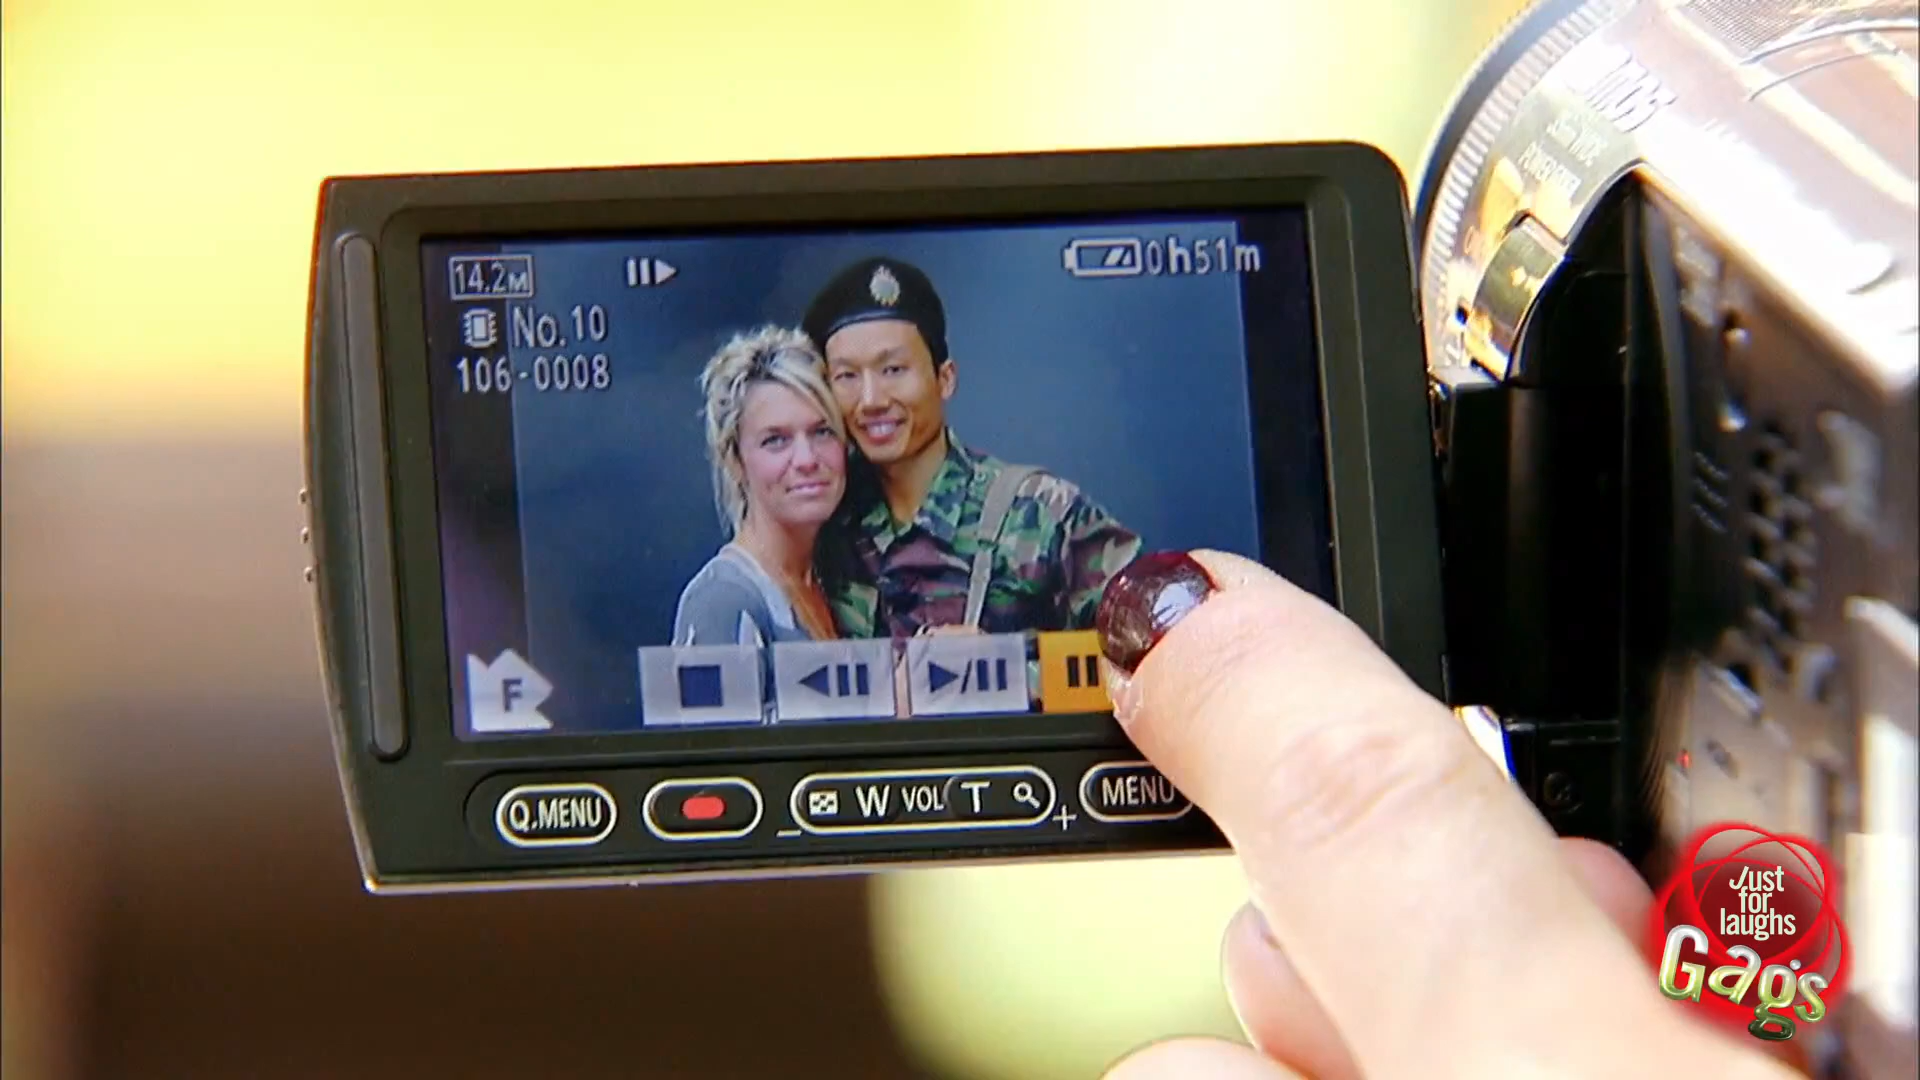 14.2M
0h51m
No.10
106-0008
F
Q.MENU
W VOL T
MENU
Just
for
laughs
Gags